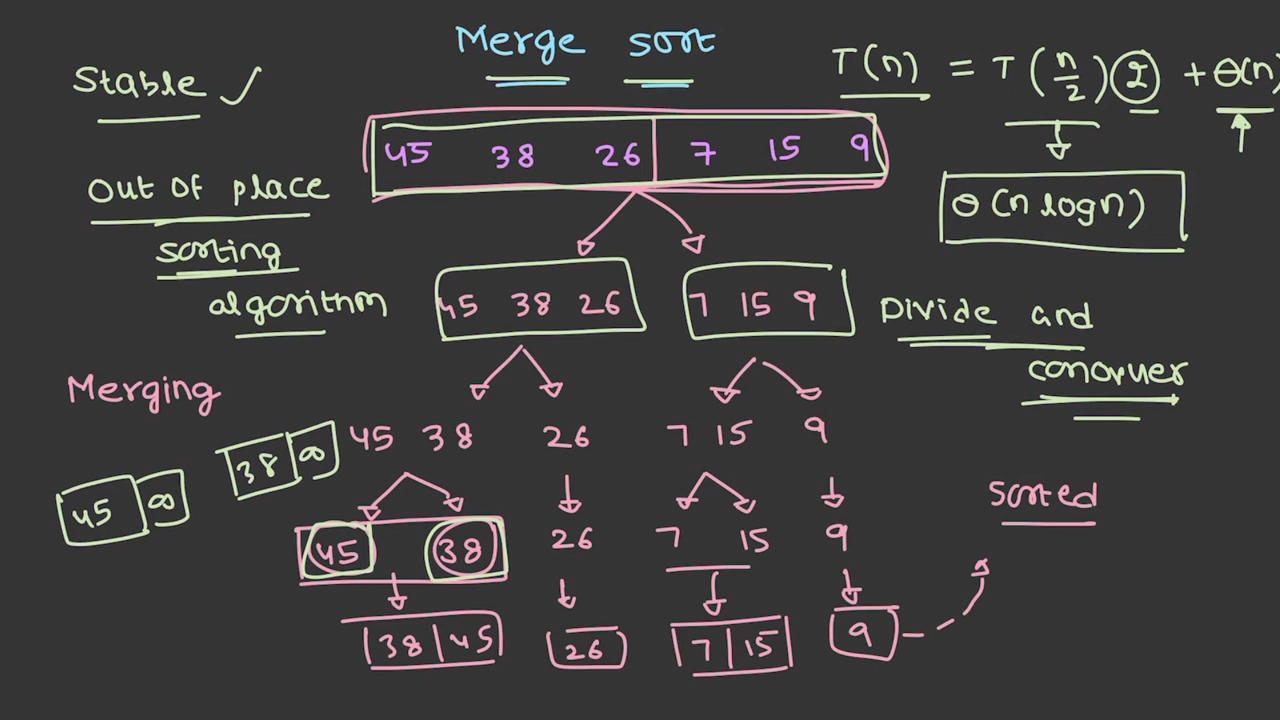 Merge sort
Stable ✓
T(n) = T(n/2)2 + θ(n)
45 38 26 7 15 9
Out of place
sorting
algorithm
θ(n logn)
45 38 26 7 15 9
Divide and
conqruer
Merging
45 38 26 7 15 9
38 ∞
45 ∞
45 38 26 7 15 9
sorted
38 45 26 7 15 9